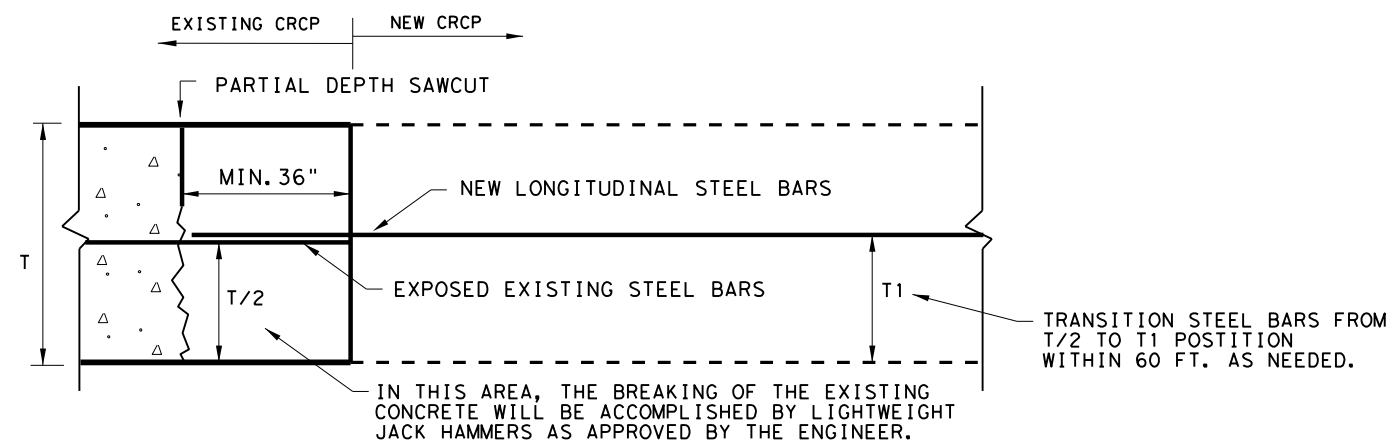 EXISTING CRCP
NEW CRCP
PARTIAL DEPTH SAWCUT
MIN. 36"
NEW LONGITUDINAL STEEL BARS
T
T/2
EXPOSED EXISTING STEEL BARS
T1
TRANSITION STEEL BARS FROM
T/2 TO T1 POSTITION
WITHIN 60 FT. AS NEEDED.
IN THIS AREA, THE BREAKING OF THE EXISTING
CONCRETE WILL BE ACCOMPLISHED BY LIGHTWEIGHT
JACK HAMMERS AS APPROVED BY THE ENGINEER.